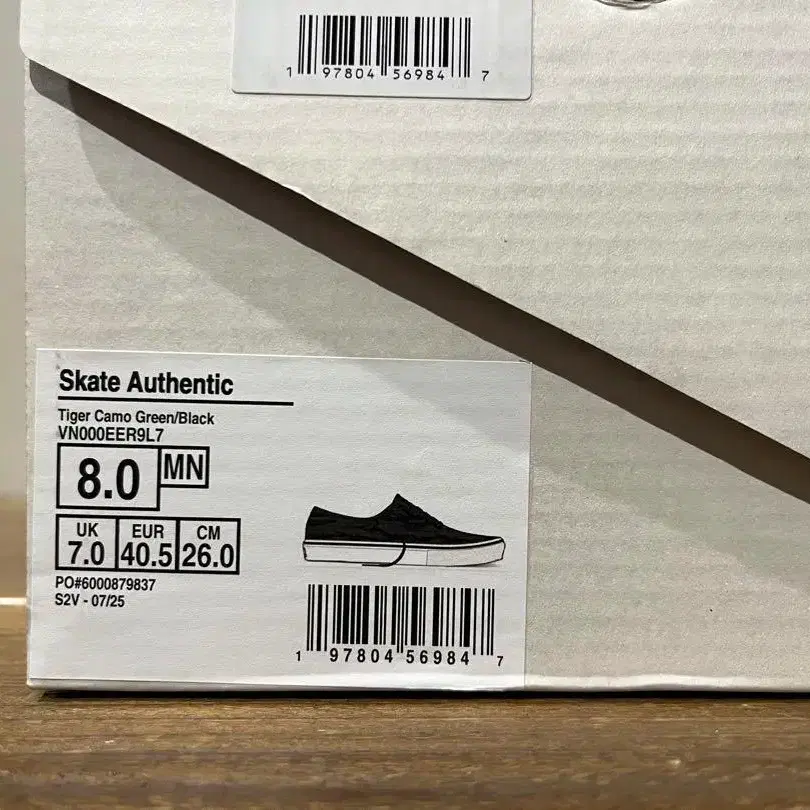 1 97804 56984 7
Skate Authentic
Tiger Camo Green/Black
VN000EER9L7
8.0 MN
UK EUR CM
7.0 40.5 26.0
PO#6000879837
S2V - 07/25
1 97804 56984 7